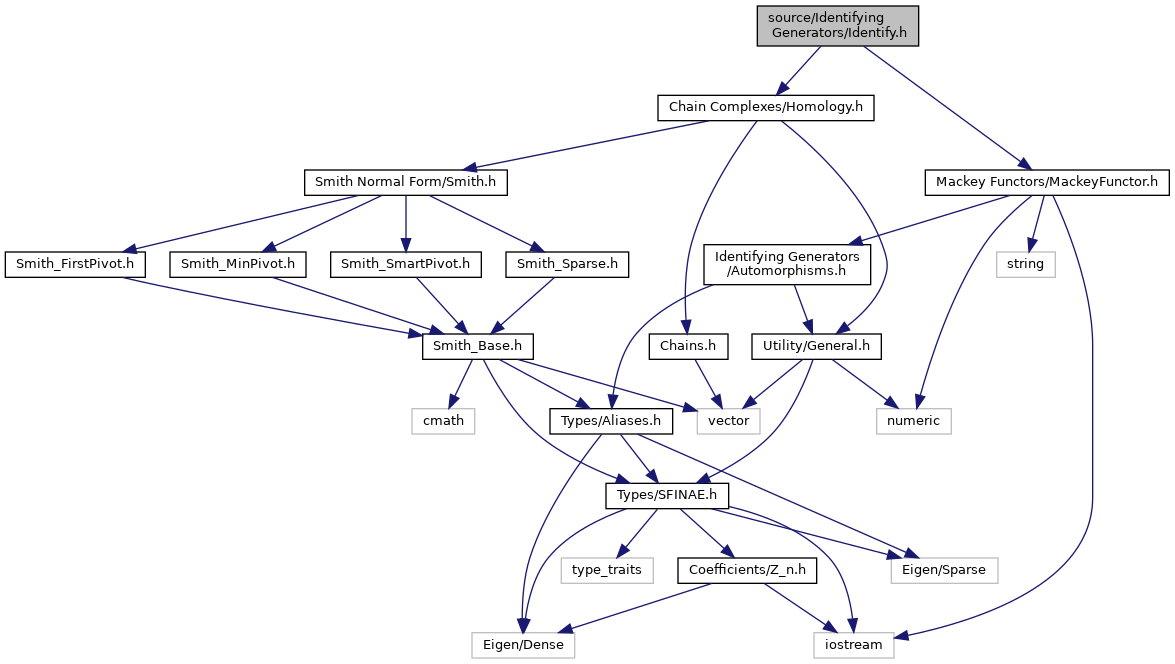 source/Identifying
Generators/Identify.h
Chain Complexes/Homology.h
Smith Normal Form/Smith.h
Mackey Functors/MackeyFunctor.h
Smith_FirstPivot.h
Smith_MinPivot.h
Smith_SmartPivot.h
Smith_Sparse.h
Identifying Generators
/Automorphisms.h
string
Smith_Base.h
Chains.h
Utility/General.h
cmath
Types/Aliases.h
vector
numeric
Types/SFINAE.h
type_traits
Coefficients/Z_n.h
Eigen/Sparse
Eigen/Dense
iostream